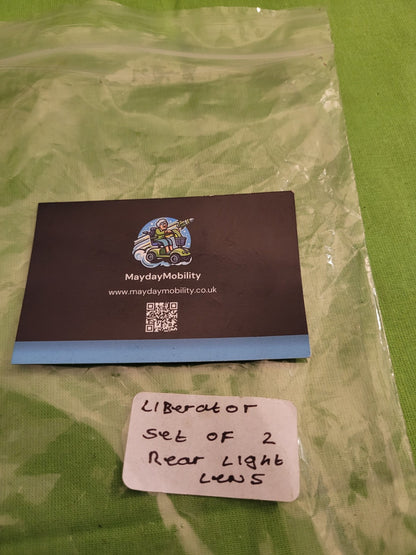 MaydayMobility
www.maydaymobility.co.uk
LIBerator
Set OF 2
Rear Light
Lens